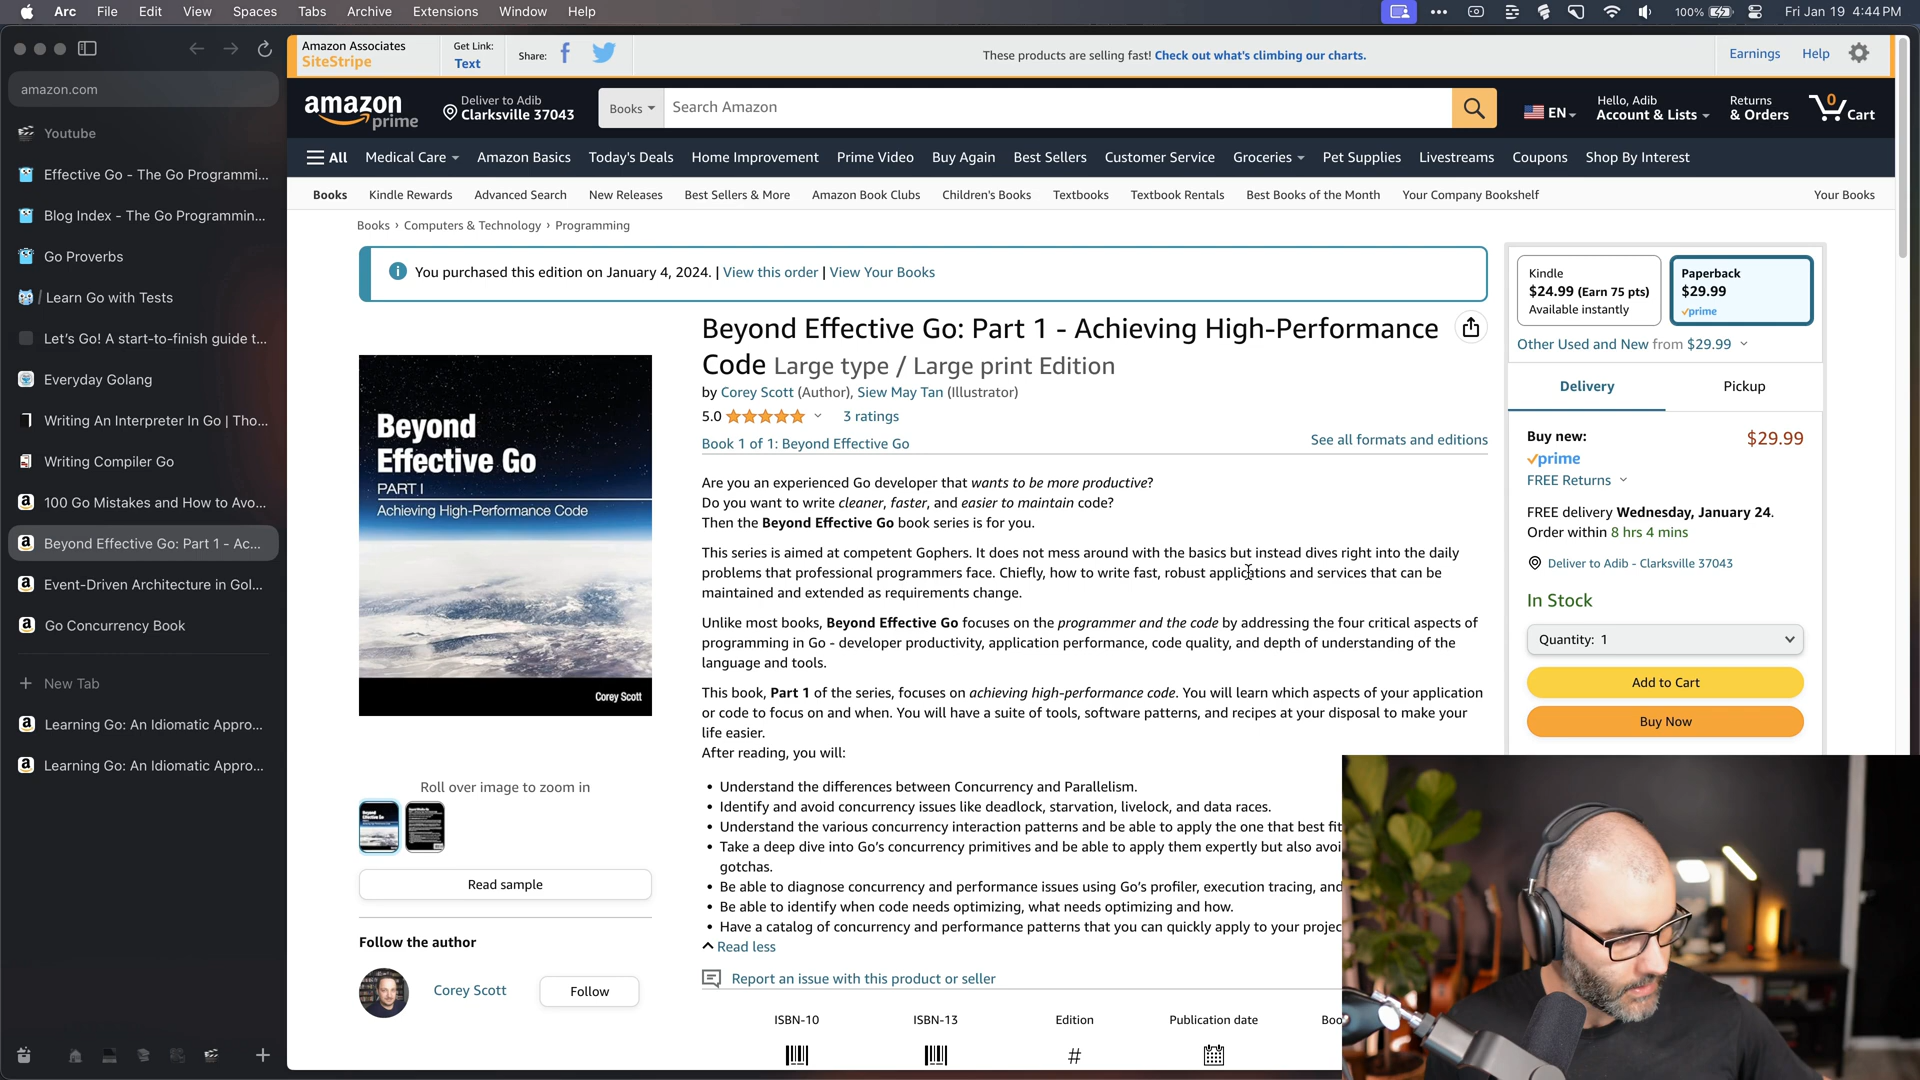 Arc File Edit View Spaces Tabs Archive Extensions Window Help
100% Fri Jan 19 4:44 PM
amazon.com
Youtube
Effective Go - The Go Programmi...
Blog Index - The Go Programmin...
Go Proverbs
/ Learn Go with Tests
Let's Go! A start-to-finish guide t...
Everyday Golang
Writing An Interpreter In Go | Tho...
Writing Compiler Go
100 Go Mistakes and How to Avo...
Beyond Effective Go: Part 1 - Ac...
Event-Driven Architecture in Gol...
Go Concurrency Book
+ New Tab
Learning Go: An Idiomatic Appro...
Learning Go: An Idiomatic Appro...
Amazon Associates
SiteStripe
Get Link:
Text
Share:
These products are selling fast! Check out what's climbing our charts.
Earnings Help
amazon
prime
Deliver to Adib
Clarksville 37043
Books
Search Amazon
EN
Hello, Adib
Account & Lists
Returns
& Orders
0
Cart
All Medical Care Amazon Basics Today's Deals Home Improvement Prime Video Buy Again Best Sellers Customer Service Groceries Pet Supplies Livestreams Coupons Shop By Interest
Books Kindle Rewards Advanced Search New Releases Best Sellers & More Amazon Book Clubs Children's Books Textbooks Textbook Rentals Best Books of the Month Your Company Bookshelf Your Books
Books › Computers & Technology › Programming
You purchased this edition on January 4, 2024. | View this order | View Your Books
Beyond
Effective Go
PART I
Achieving High-Performance Code
Corey Scott
Roll over image to zoom in
Read sample
Follow the author
Corey Scott
Follow
Beyond Effective Go: Part 1 - Achieving High-Performance
Code Large type / Large print Edition
by Corey Scott (Author), Siew May Tan (Illustrator)
5.0 3 ratings
Book 1 of 1: Beyond Effective Go
See all formats and editions
Are you an experienced Go developer that wants to be more productive?
Do you want to write cleaner, faster, and easier to maintain code?
Then the Beyond Effective Go book series is for you.
This series is aimed at competent Gophers. It does not mess around with the basics but instead dives right into the daily
problems that professional programmers face. Chiefly, how to write fast, robust applications and services that can be
maintained and extended as requirements change.
Unlike most books, Beyond Effective Go focuses on the programmer and the code by addressing the four critical aspects of
programming in Go - developer productivity, application performance, code quality, and depth of understanding of the
language and tools.
This book, Part 1 of the series, focuses on achieving high-performance code. You will learn which aspects of your application
or code to focus on and when. You will have a suite of tools, software patterns, and recipes at your disposal to make your
life easier.
After reading, you will:
• Understand the differences between Concurrency and Parallelism.
• Identify and avoid concurrency issues like deadlock, starvation, livelock, and data races.
• Understand the various concurrency interaction patterns and be able to apply the one that best fit
• Take a deep dive into Go's concurrency primitives and be able to apply them expertly but also avoi
gotchas.
• Be able to diagnose concurrency and performance issues using Go's profiler, execution tracing, and
• Be able to identify when code needs optimizing, what needs optimizing and how.
• Have a catalog of concurrency and performance patterns that you can quickly apply to your projec
Read less
Report an issue with this product or seller
ISBN-10 ISBN-13 Edition Publication date Boo
#
Kindle
$24.99 (Earn 75 pts)
Available instantly
Paperback
$29.99
prime
Other Used and New from $29.99
Delivery Pickup
Buy new: $29.99
prime
FREE Returns
FREE delivery Wednesday, January 24.
Order within 8 hrs 4 mins
Deliver to Adib - Clarksville 37043
In Stock
Quantity: 1
Add to Cart
Buy Now